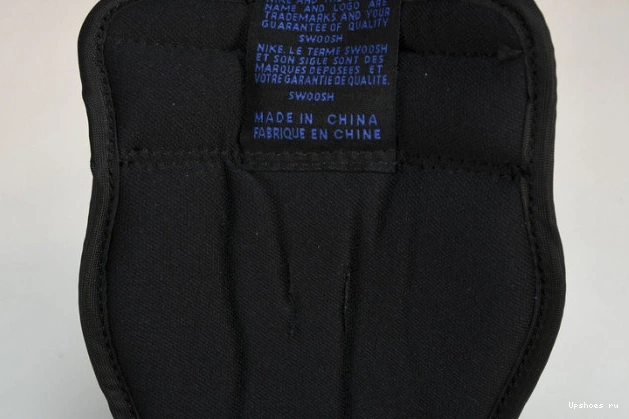 NAME AND LOGO ARE
TRADEMARKS AND YOUR
GUARANTEE OF QUALITY
SWOOSH
NIKE. LE TERME SWOOSH
ET SON SIGLE SONT DES
MARQUES DEPOSEES ET
VOTRE GARANTIE DE QUALITE.
SWOOSH
MADE IN CHINA
FABRIQUE EN CHINE
Urshoes ru